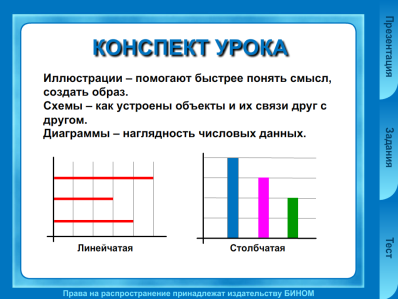 КОНСПЕКТ УРОКА
Иллюстрации – помогают быстрее понять смысл,
создать образ.
Схемы – как устроены объекты и их связи друг с
другом.
Диаграммы – наглядность числовых данных.
Линейчатая
Столбчатая
Права на распространение принадлежат издательству БИНОМ
Презентация
Задания
Тест